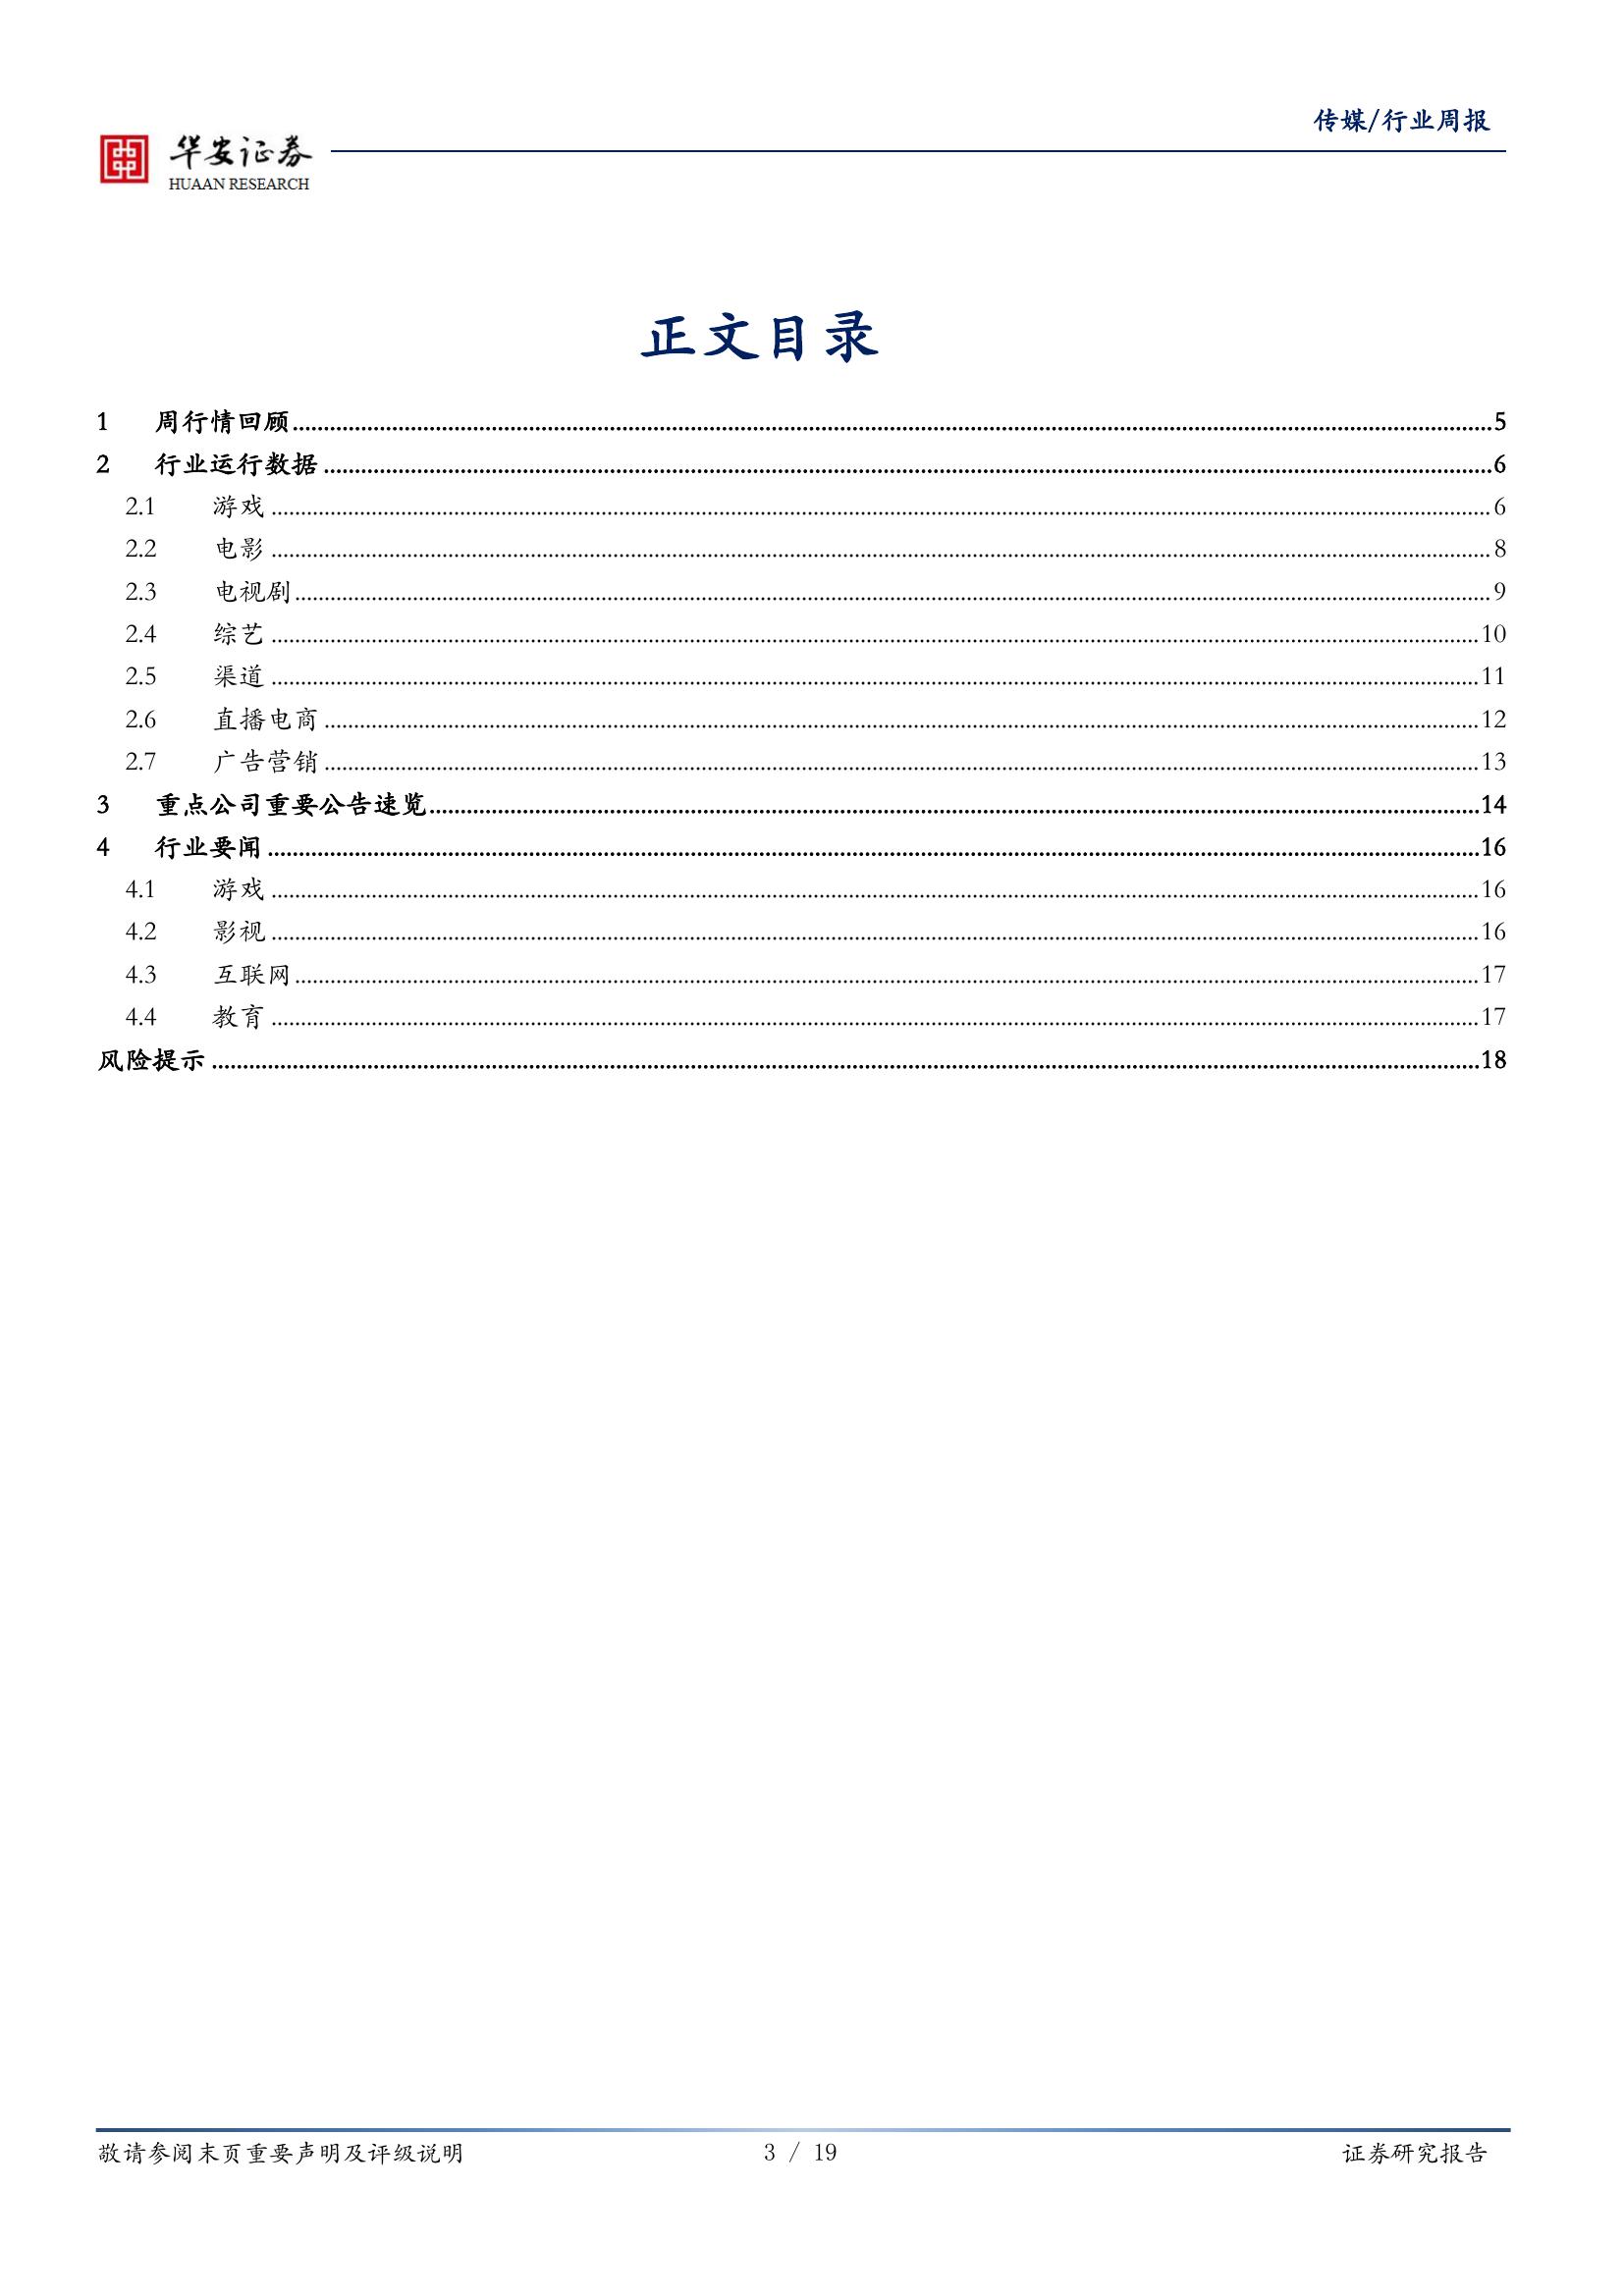 传媒/行业周报
华安证券
HUAAN RESEARCH
正文目录
1 周行情回顾 5
2 行业运行数据 6
2.1 游戏 6
2.2 电影 8
2.3 电视剧 9
2.4 综艺 10
2.5 渠道 11
2.6 直播电商 12
2.7 广告营销 13
3 重点公司重要公告速览 14
4 行业要闻 16
4.1 游戏 16
4.2 影视 16
4.3 互联网 17
4.4 教育 17
风险提示 18
敬请参阅末页重要声明及评级说明 3 / 19 证券研究报告